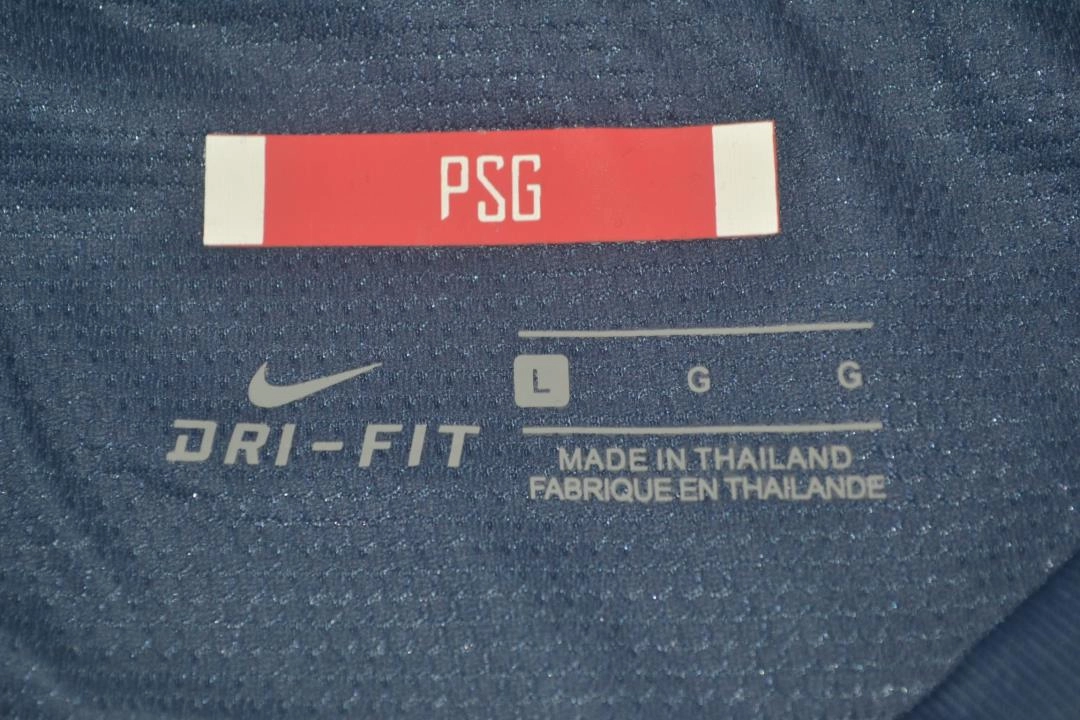 PSG
DRI-FIT
L G G
MADE IN THAILAND
FABRIQUE EN THAILANDE